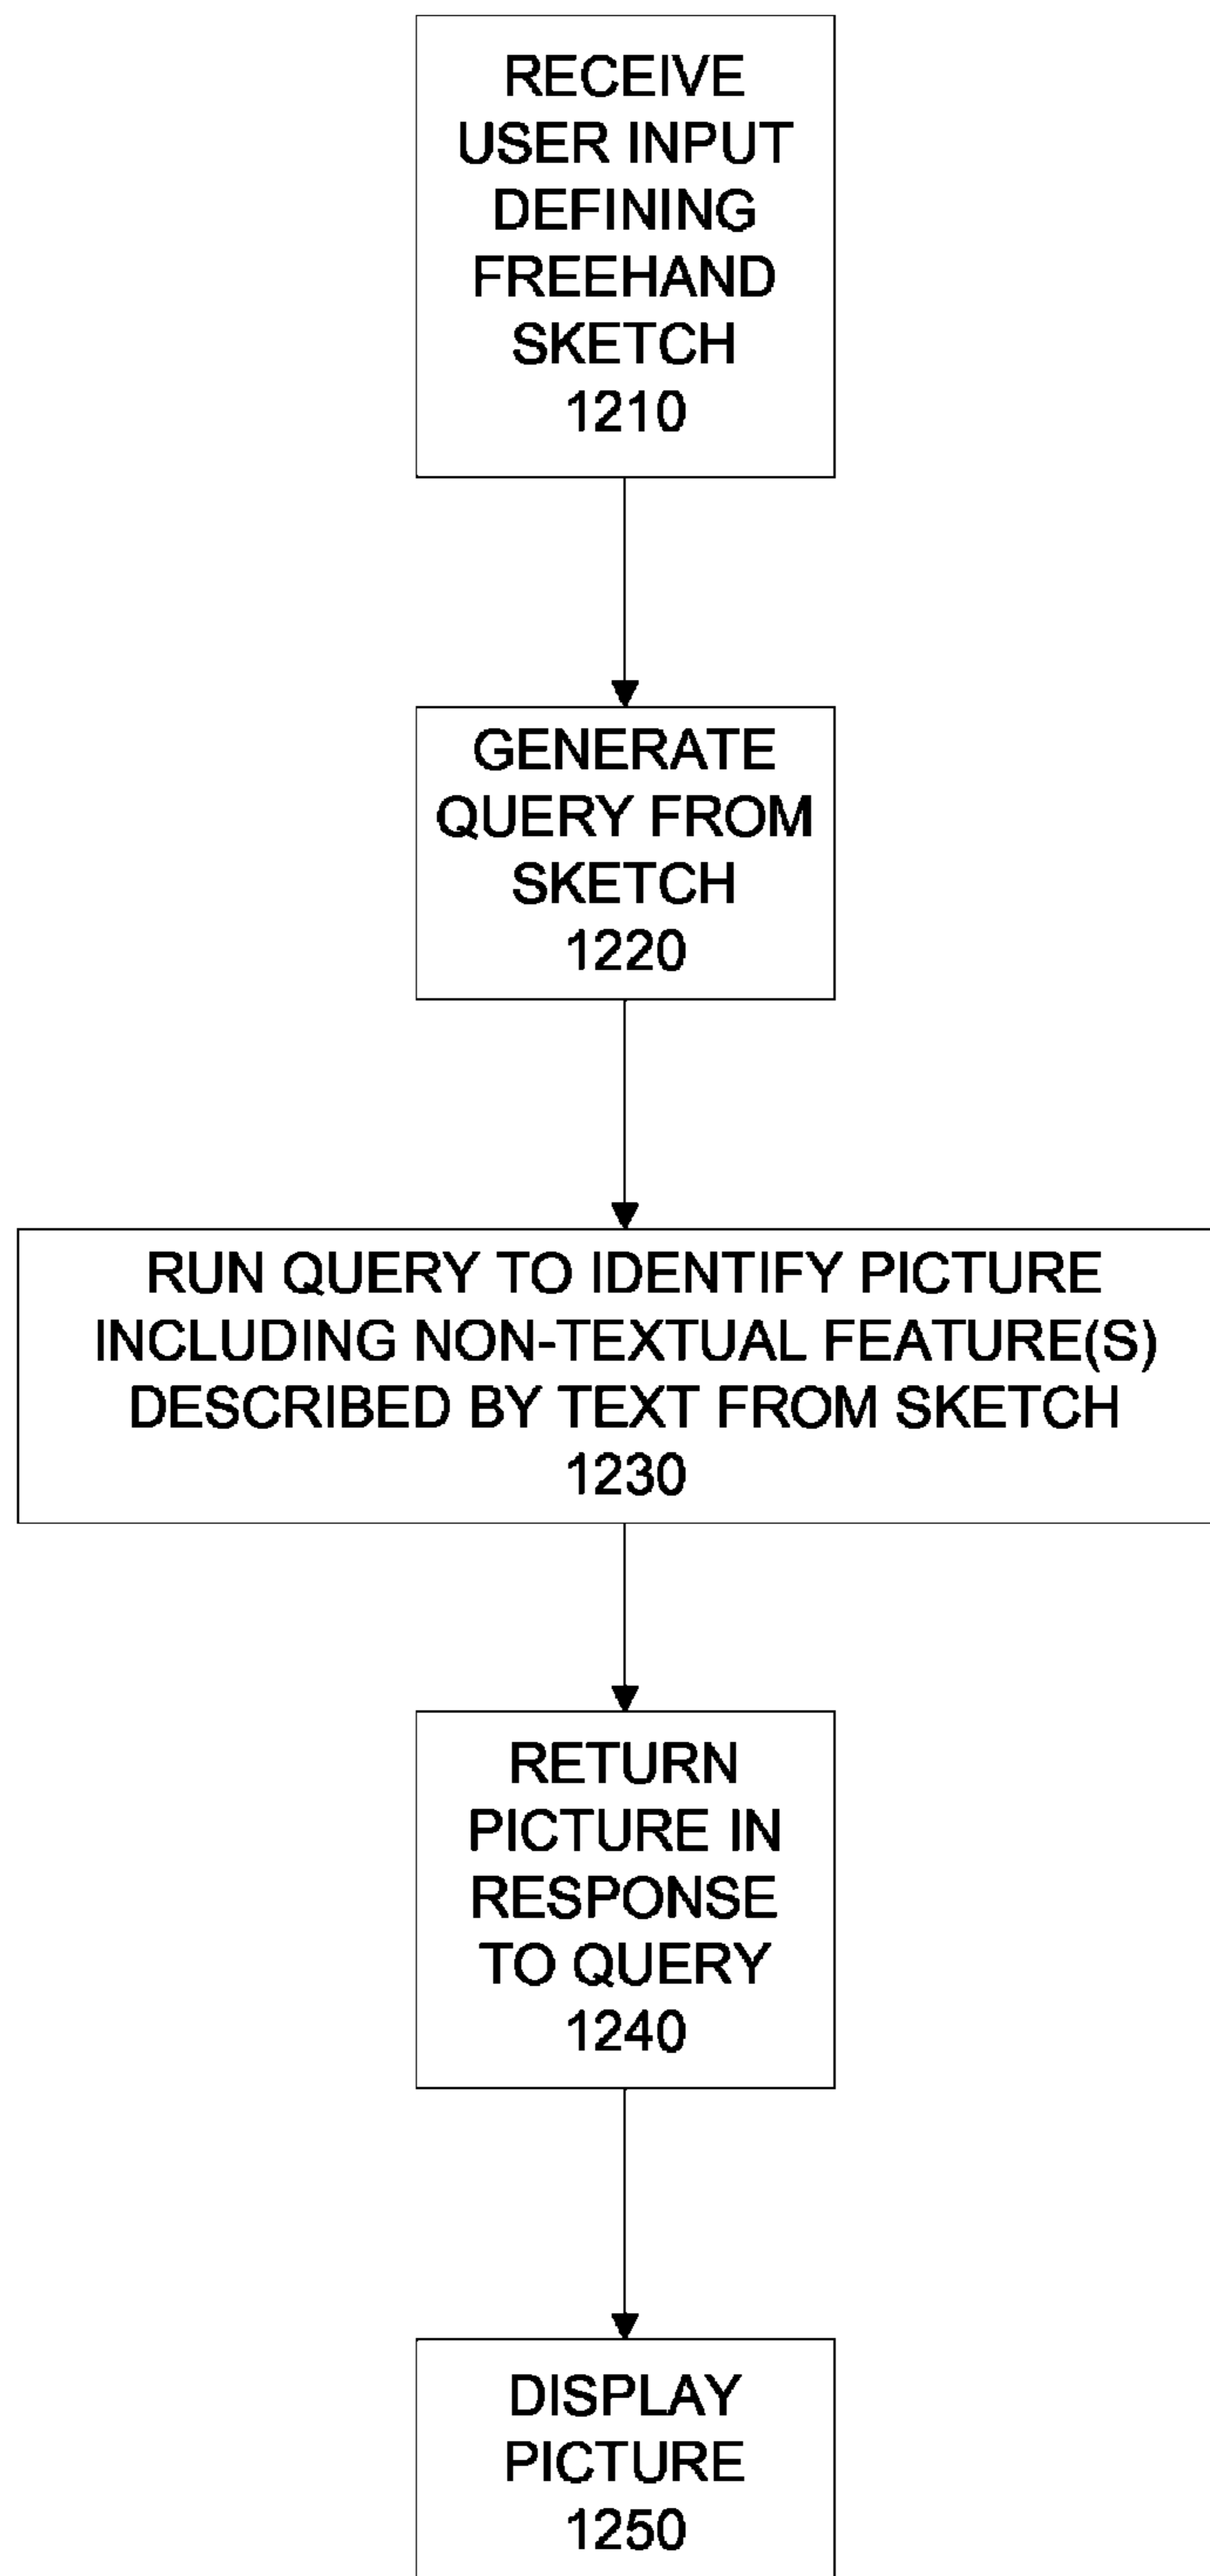 RECEIVE
USER INPUT
DEFINING
FREEHAND
SKETCH
1210
GENERATE
QUERY FROM
SKETCH
1220
RUN QUERY TO IDENTIFY PICTURE
INCLUDING NON-TEXTUAL FEATURE(S)
DESCRIBED BY TEXT FROM SKETCH
1230
RETURN
PICTURE IN
RESPONSE
TO QUERY
1240
DISPLAY
PICTURE
1250